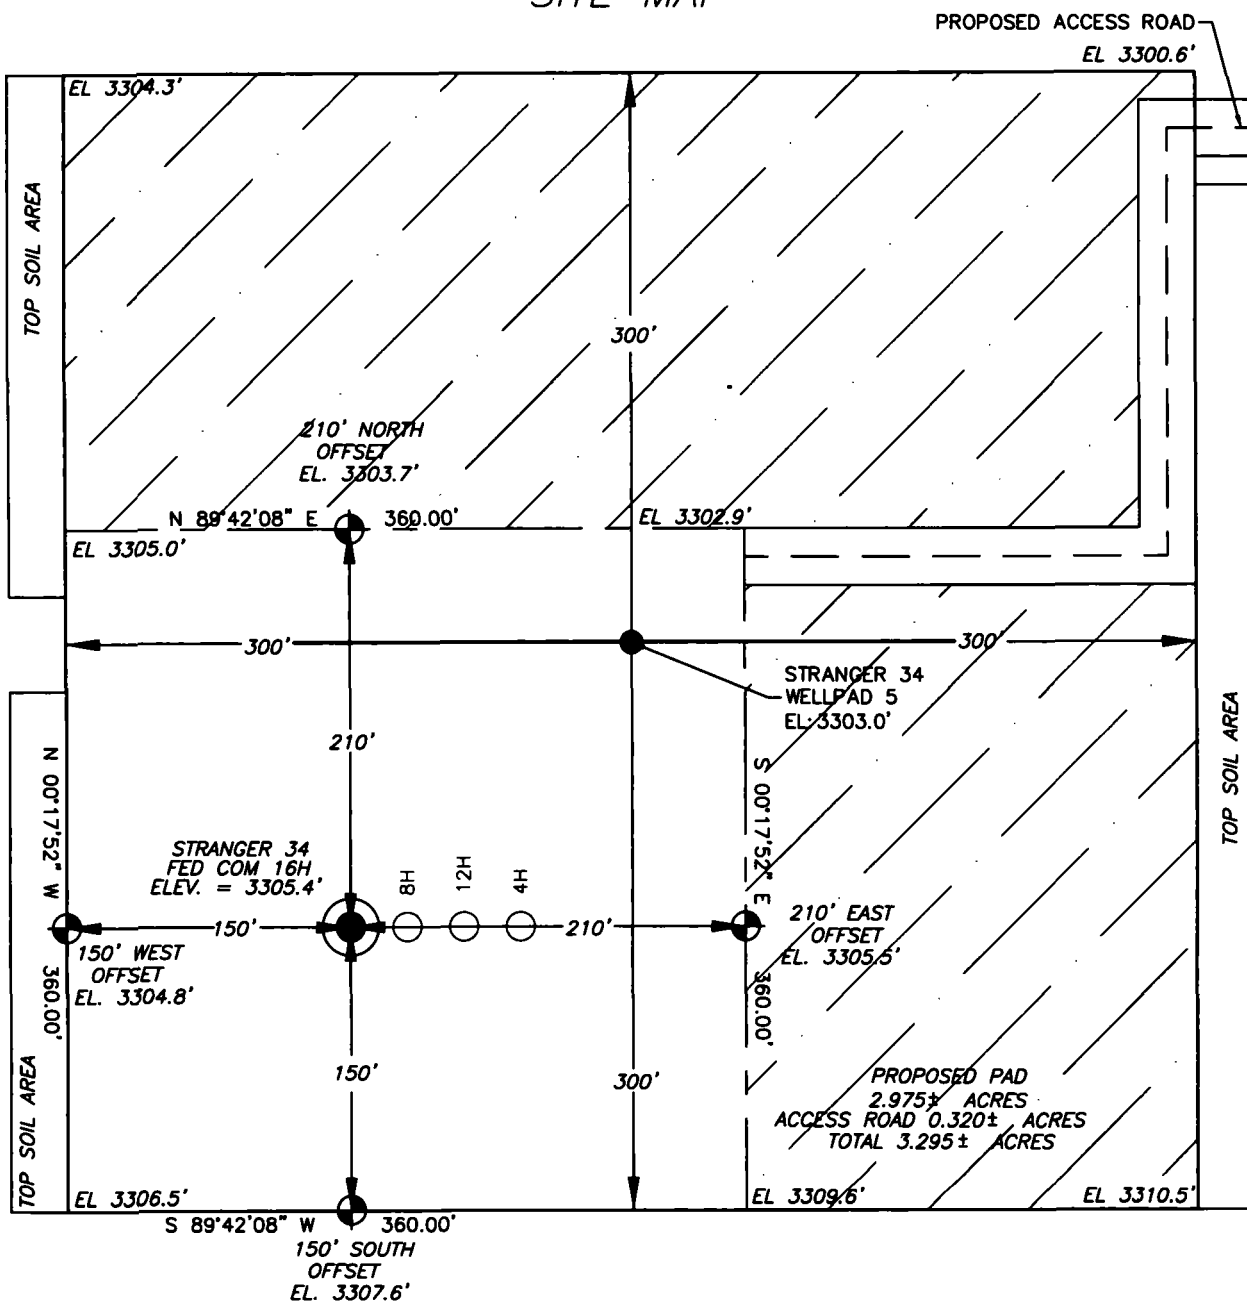 PROPOSED ACCESS ROAD
EL 3300.6'
EL 3304.3'
TOP SOIL AREA
300'
210' NORTH
OFFSET
EL. 3303.7'
N 89°42'08" E 360.00'
EL 3302.9'
EL 3305.0'
300'
300'
STRANGER 34
WELLPAD 5
EL: 3303.0'
210'
TOP SOIL AREA
N 00°17'52" W 360.00'
S 00°17'52" E 360.00'
STRANGER 34
FED COM 16H
ELEV. = 3305.4'
8H
12H
4H
150'
210'
210' EAST
OFFSET
EL. 3305.5'
150' WEST
OFFSET
EL. 3304.8'
150'
300'
PROPOSED PAD
2.975± ACRES
ACCESS ROAD 0.320± ACRES
TOTAL 3.295± ACRES
TOP SOIL AREA
EL 3306.5'
EL 3309.6'
EL 3310.5'
S 89°42'08" W 360.00'
150' SOUTH
OFFSET
EL. 3307.6'